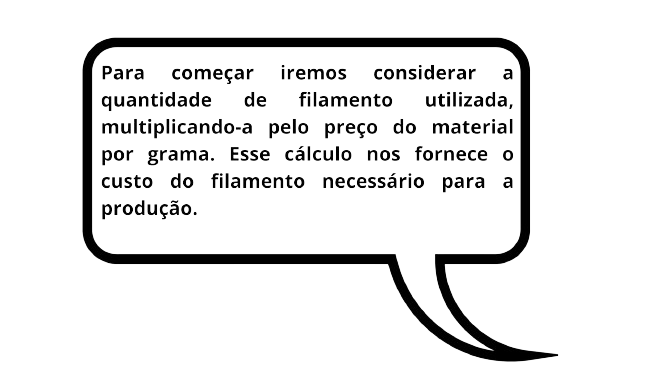 Para começar iremos considerar a
quantidade de filamento utilizada,
multiplicando-a pelo preço do material
por grama. Esse cálculo nos fornece o
custo do filamento necessário para a
produção.